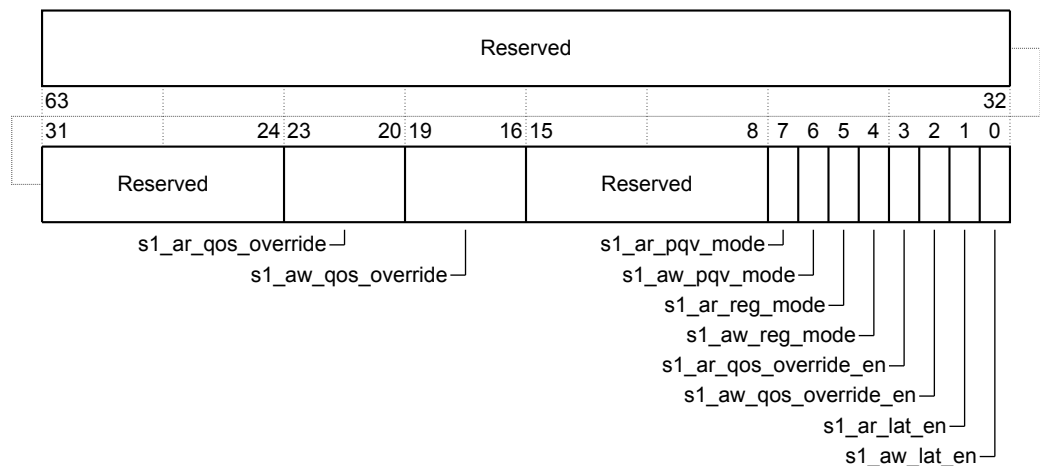 Reserved
63 32
31 24 23 20 19 16 15 8 7 6 5 4 3 2 1 0
Reserved Reserved
s1_ar_qos_override s1_ar_pqv_mode
s1_aw_qos_override s1_aw_pqv_mode
s1_ar_reg_mode
s1_aw_reg_mode
s1_ar_qos_override_en
s1_aw_qos_override_en
s1_ar_lat_en
s1_aw_lat_en